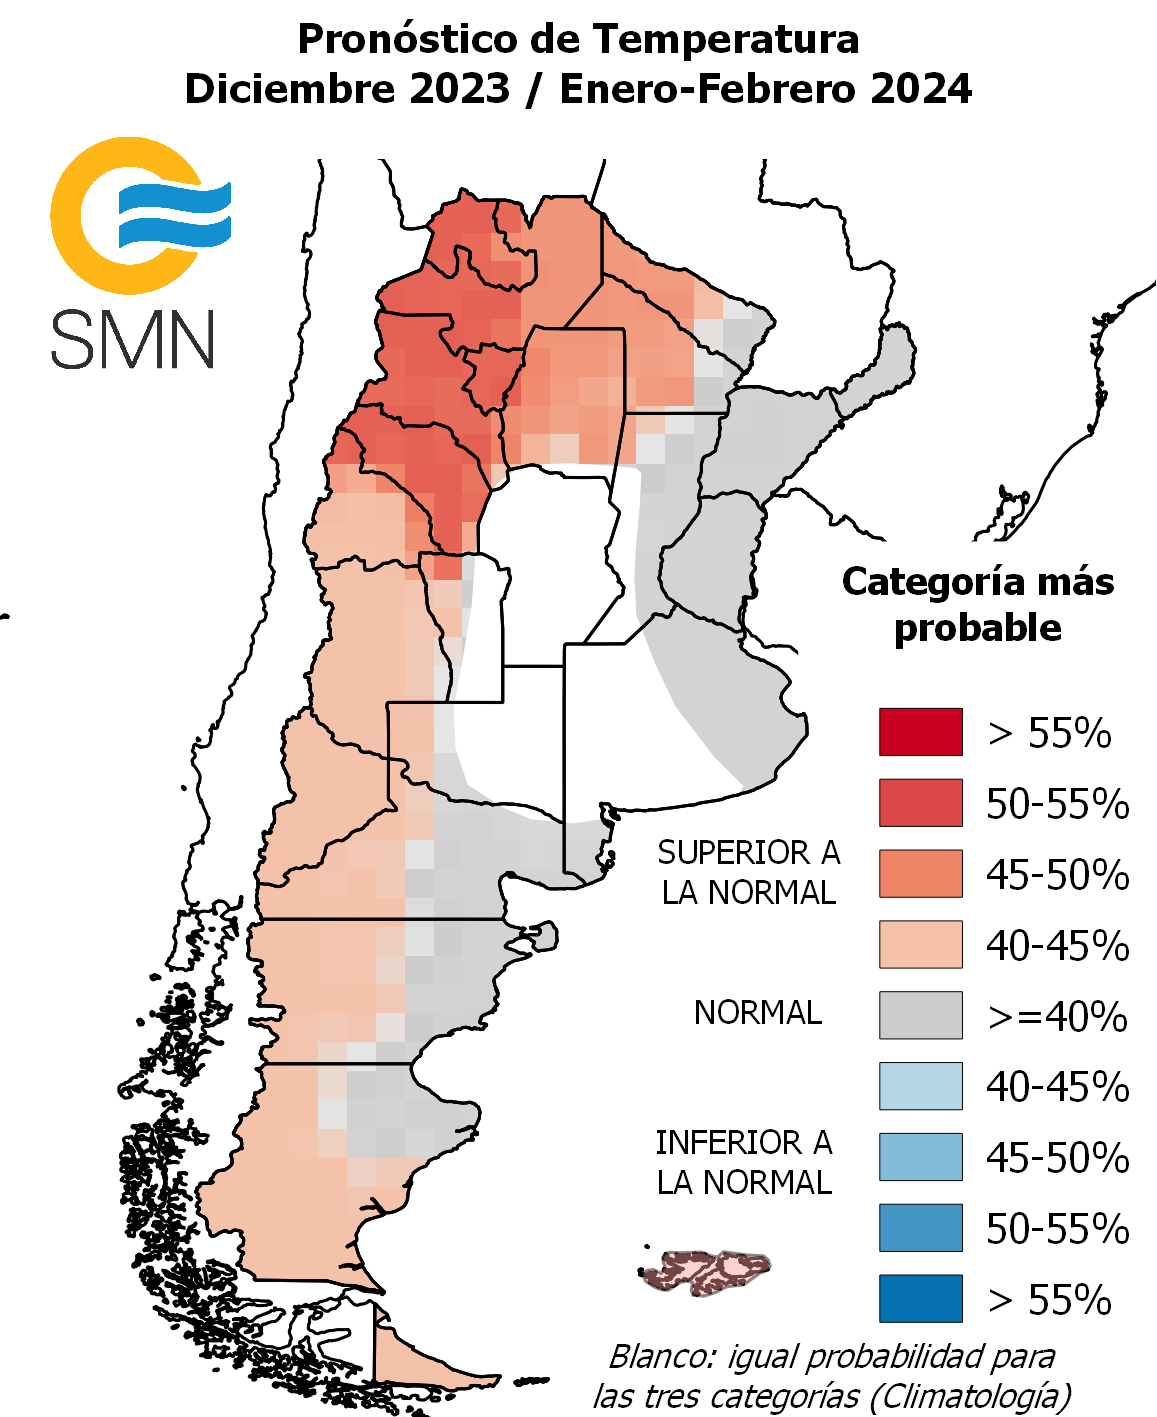 Pronóstico de Temperatura
Diciembre 2023 / Enero-Febrero 2024
SMN
Categoría más
probable
> 55%
50-55%
SUPERIOR A
LA NORMAL
45-50%
40-45%
NORMAL
>=40%
40-45%
INFERIOR A
LA NORMAL
45-50%
50-55%
> 55%
Blanco: igual probabilidad para
las tres categorías (Climatología)